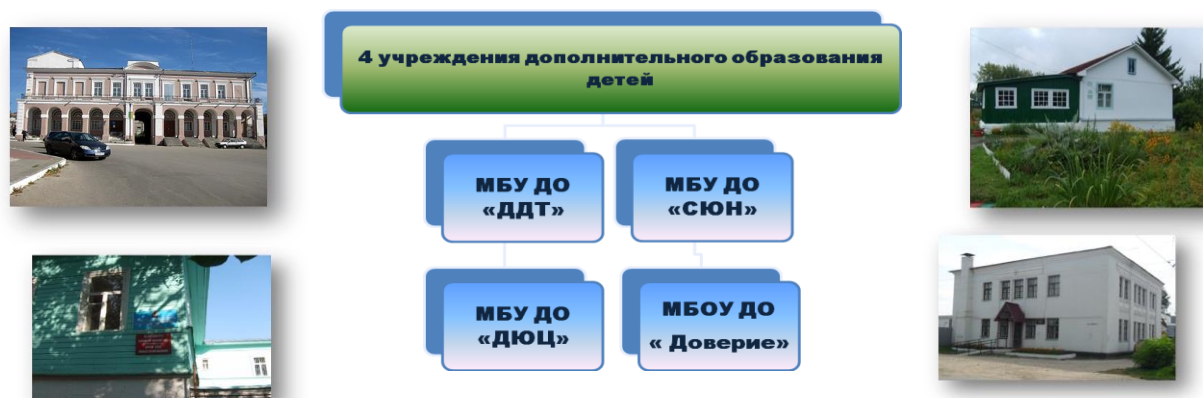 4 учреждения дополнительного образования
детей
МБУ ДО
«ДДТ»
МБУ ДО
«СЮН»
МБУ ДО
«ДЮЦ»
МБОУ ДО
« Доверие»